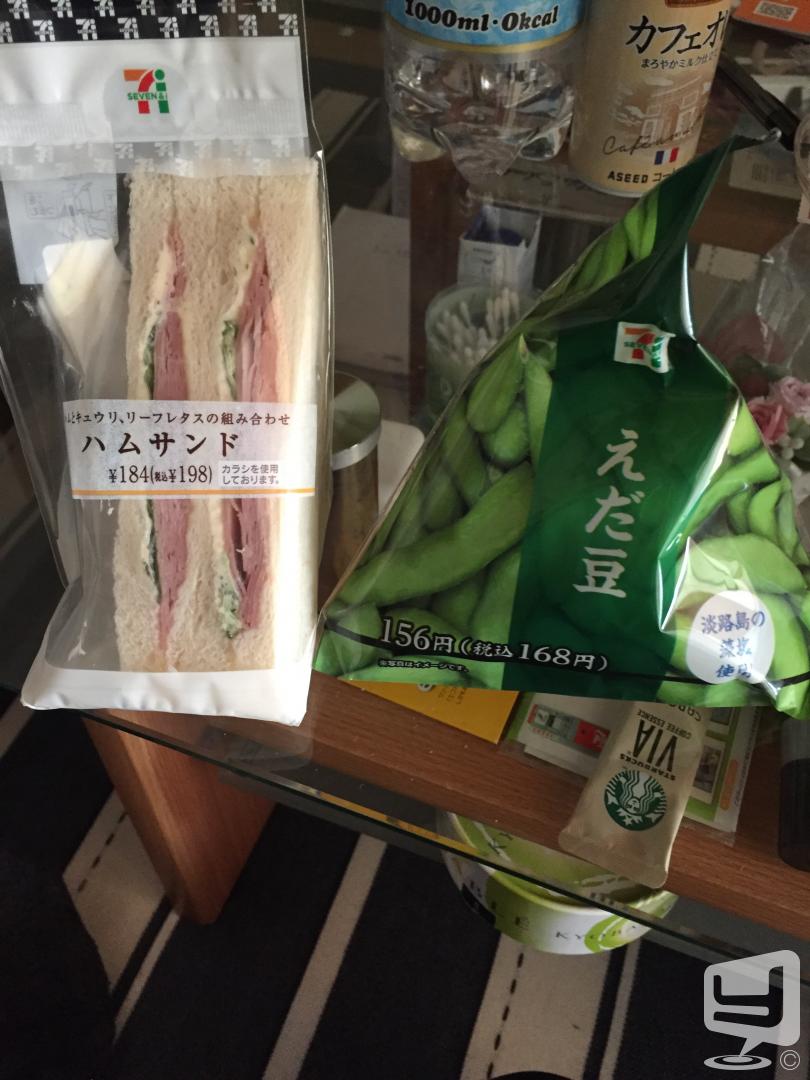 SEVEN & i
1000ml・0kcal
カフェオ
まろやかミルク仕
ASEED コー
とキュウリ、リーフレタスの組み合わせ
ハムサンド
¥184(税込¥198)
カラシを使用
しております。
えだ豆
淡路島の
藻塩
使用
156円(税込168円)
※写真はイメージです。
STARBUCKS
VIA
COFFEE ESSENCE